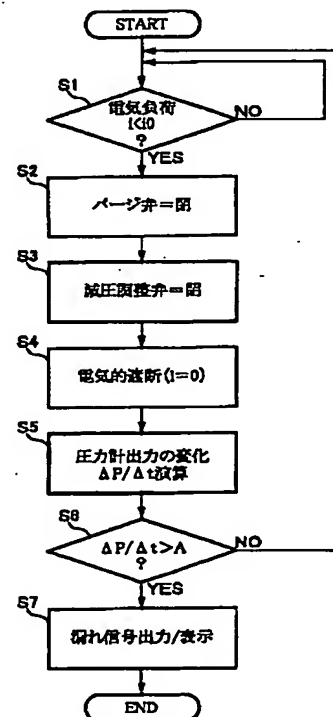 START
S1
電気負荷
I<I0
?
NO
YES
S2
パージ弁=閉
S3
減圧調整弁=閉
S4
電気的遮断(I=0)
S5
圧力計出力の変化
ΔP/Δt演算
S6
ΔP/Δt>A
?
NO
YES
S7
漏れ信号出力/表示
END